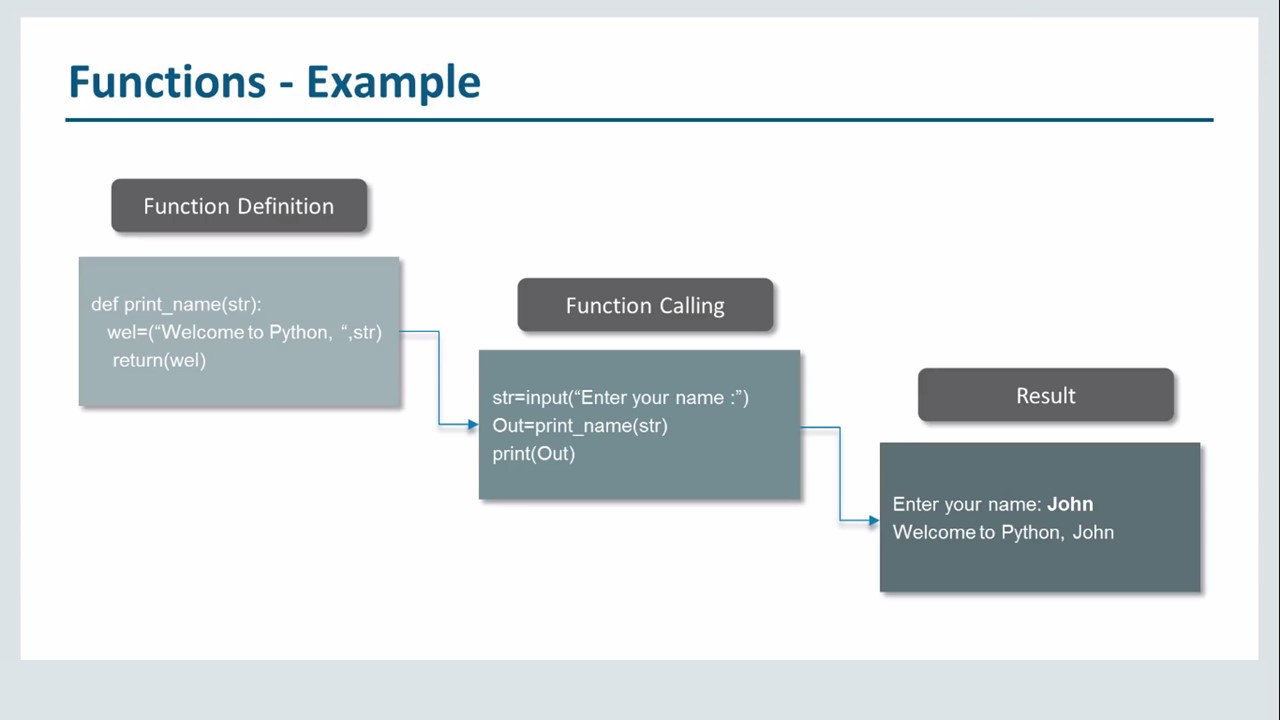 Functions - Example
Function Definition
def print_name(str):
wel=(“Welcome to Python, “,str)
return(wel)
Function Calling
str=input(“Enter your name :”)
Out=print_name(str)
print(Out)
Result
Enter your name: John
Welcome to Python, John